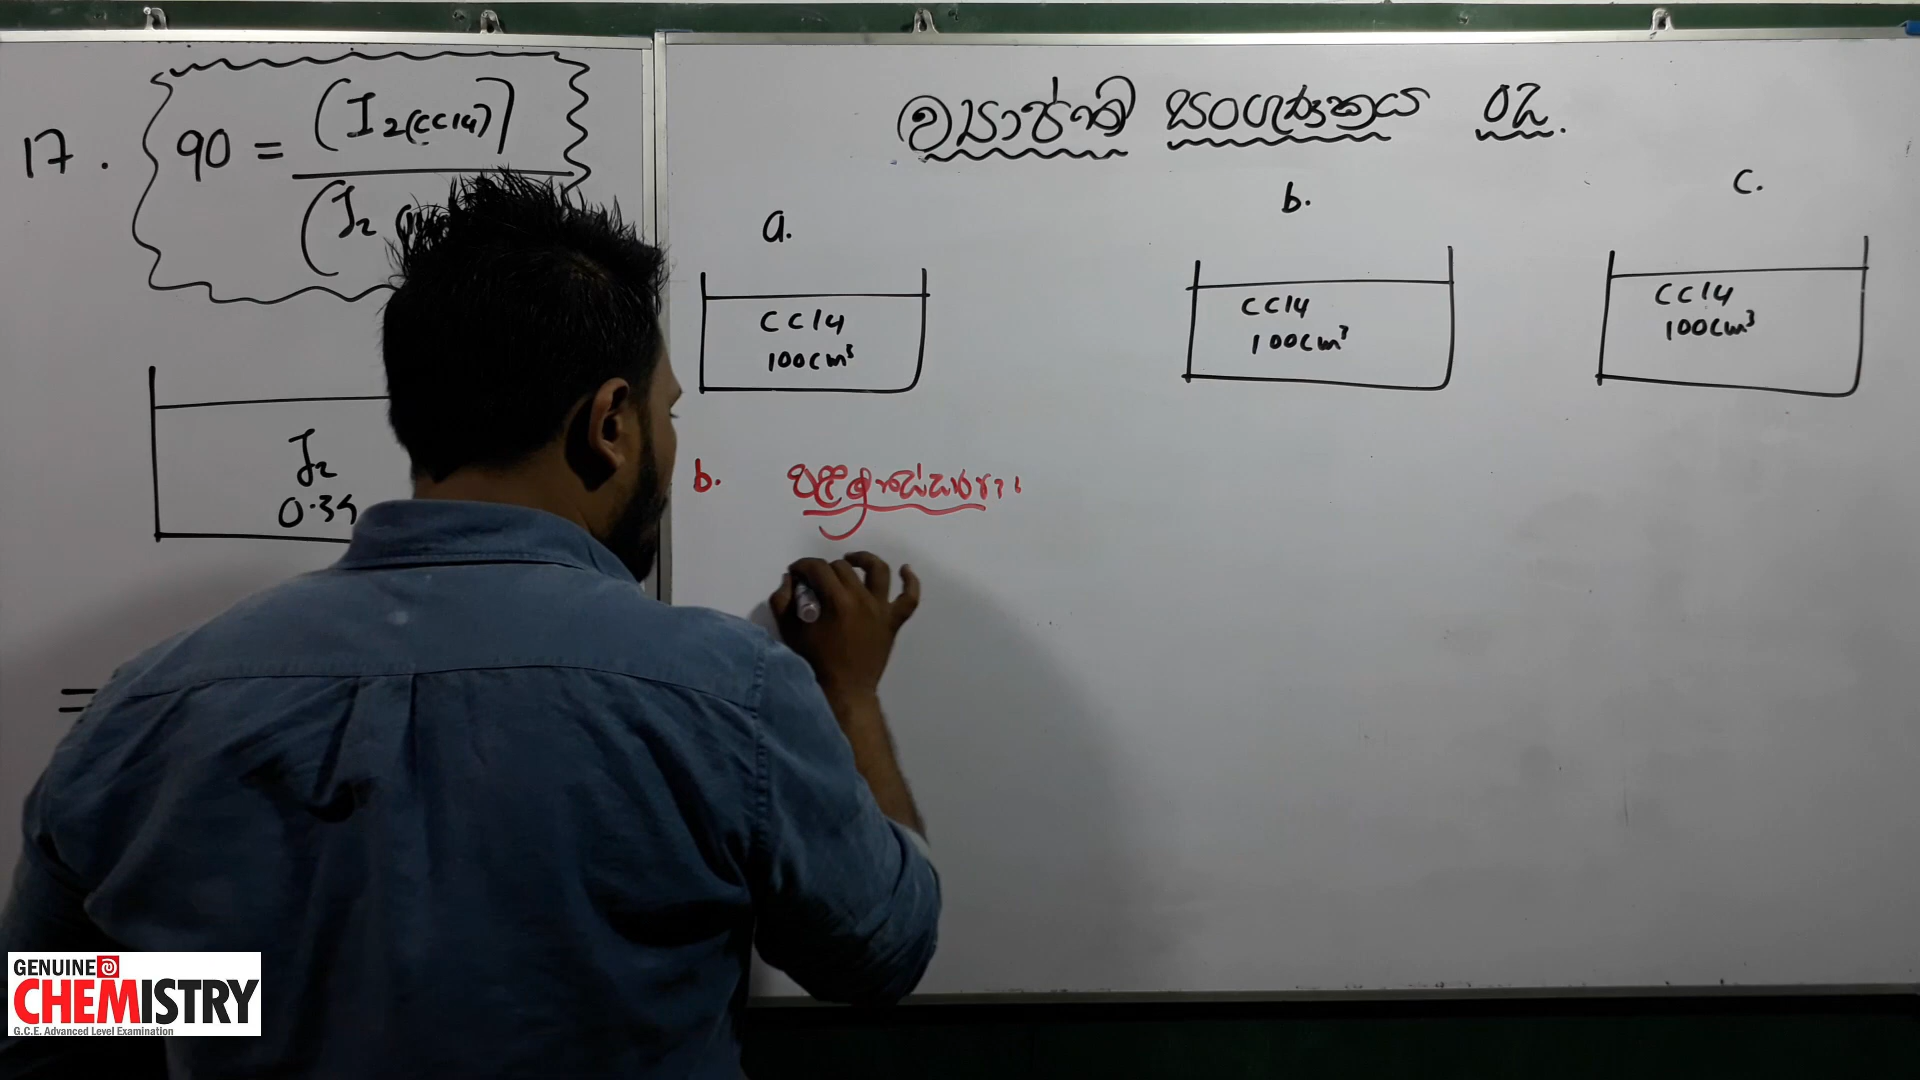 17.
90 = (I2(CCl4))
(I2
I2
0.34
=
ව්‍යාප්ති සංගුණකය රැදි.
a.
CCl4
100cm³
b.
CCl4
100cm³
c.
CCl4
100cm³
b.
GENUINE
CHEMISTRY
G.C.E. Advanced Level Examination